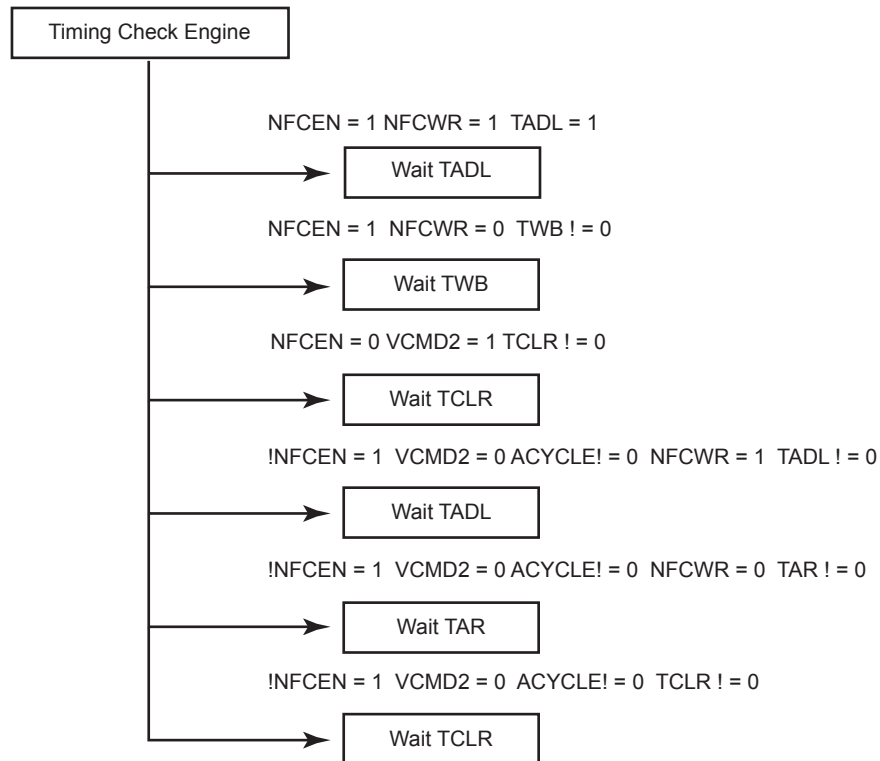 Timing Check Engine
NFCEN = 1 NFCWR = 1 TADL = 1
Wait TADL
NFCEN = 1 NFCWR = 0 TWB ! = 0
Wait TWB
NFCEN = 0 VCMD2 = 1 TCLR ! = 0
Wait TCLR
!NFCEN = 1 VCMD2 = 0 ACYCLE! = 0 NFCWR = 1 TADL ! = 0
Wait TADL
!NFCEN = 1 VCMD2 = 0 ACYCLE! = 0 NFCWR = 0 TAR ! = 0
Wait TAR
!NFCEN = 1 VCMD2 = 0 ACYCLE! = 0 TCLR ! = 0
Wait TCLR